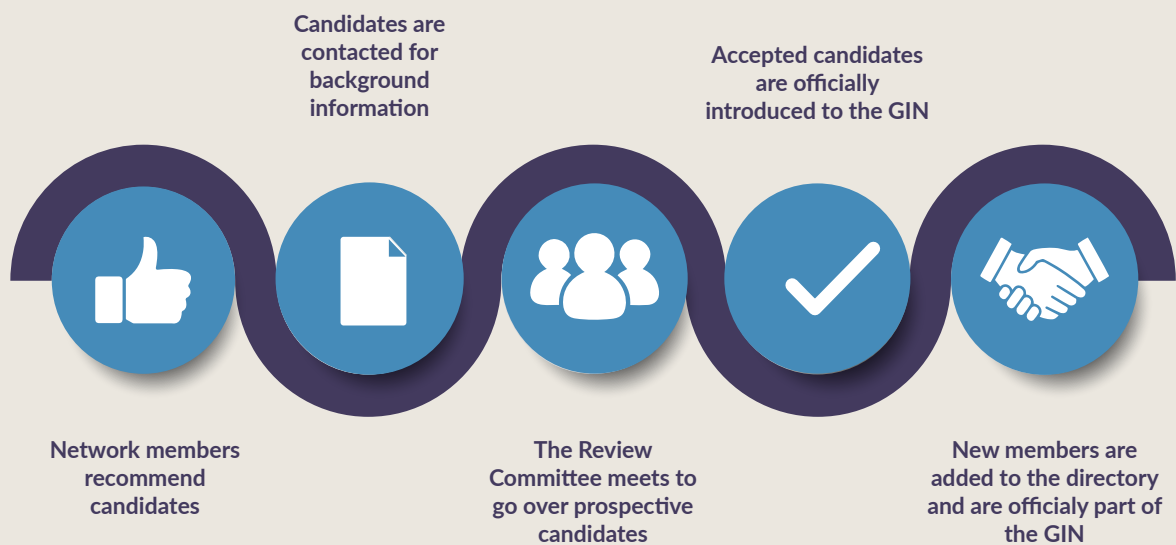 Network members
recommend
candidates
Candidates are
contacted for
background
information
The Review
Committee meets to
go over prospective
candidates
Accepted candidates
are officially
introduced to the GIN
New members are
added to the directory
and are officialy part of
the GIN